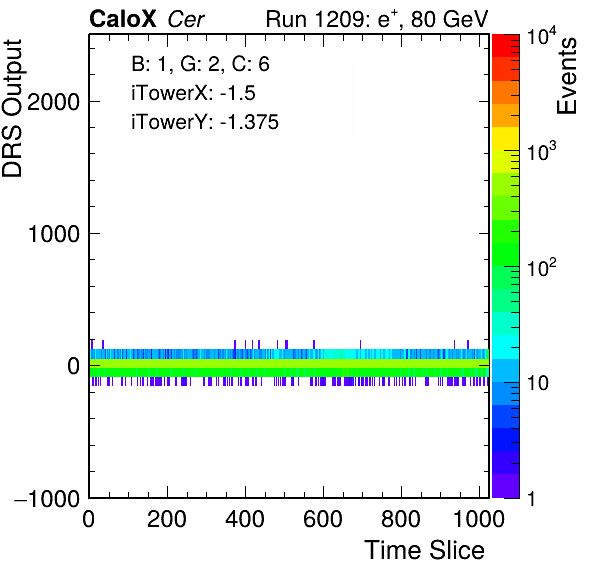 CaloX Cer
Run 1209: e⁺, 80 GeV
B: 1, G: 2, C: 6
iTowerX: -1.5
iTowerY: -1.375
DRS Output
2000
1000
0
−1000
0 200 400 600 800 1000
Time Slice
Events
10⁴
10³
10²
10
1